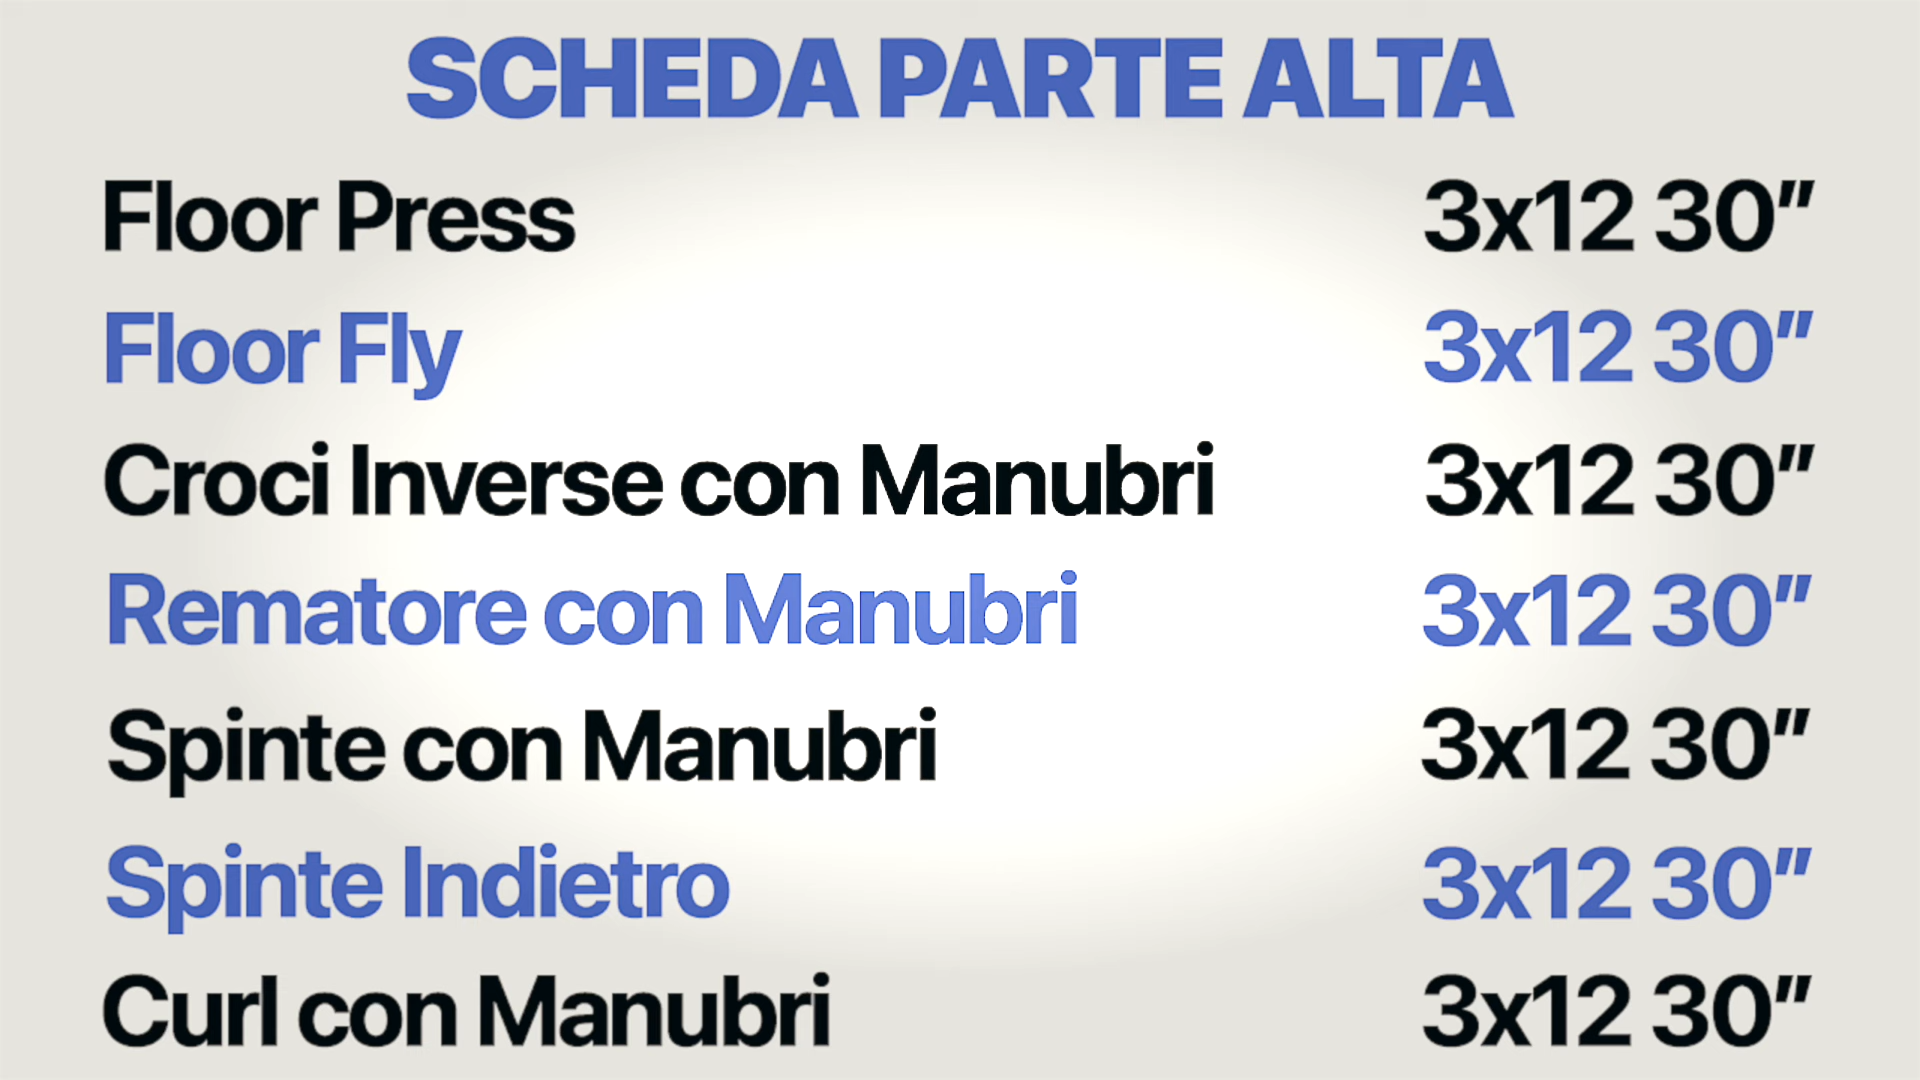 SCHEDA PARTE ALTA
Floor Press 3x12 30"
Floor Fly 3x12 30"
Croci Inverse con Manubri 3x12 30"
Rematore con Manubri 3x12 30"
Spinte con Manubri 3x12 30"
Spinte Indietro 3x12 30"
Curl con Manubri 3x12 30"